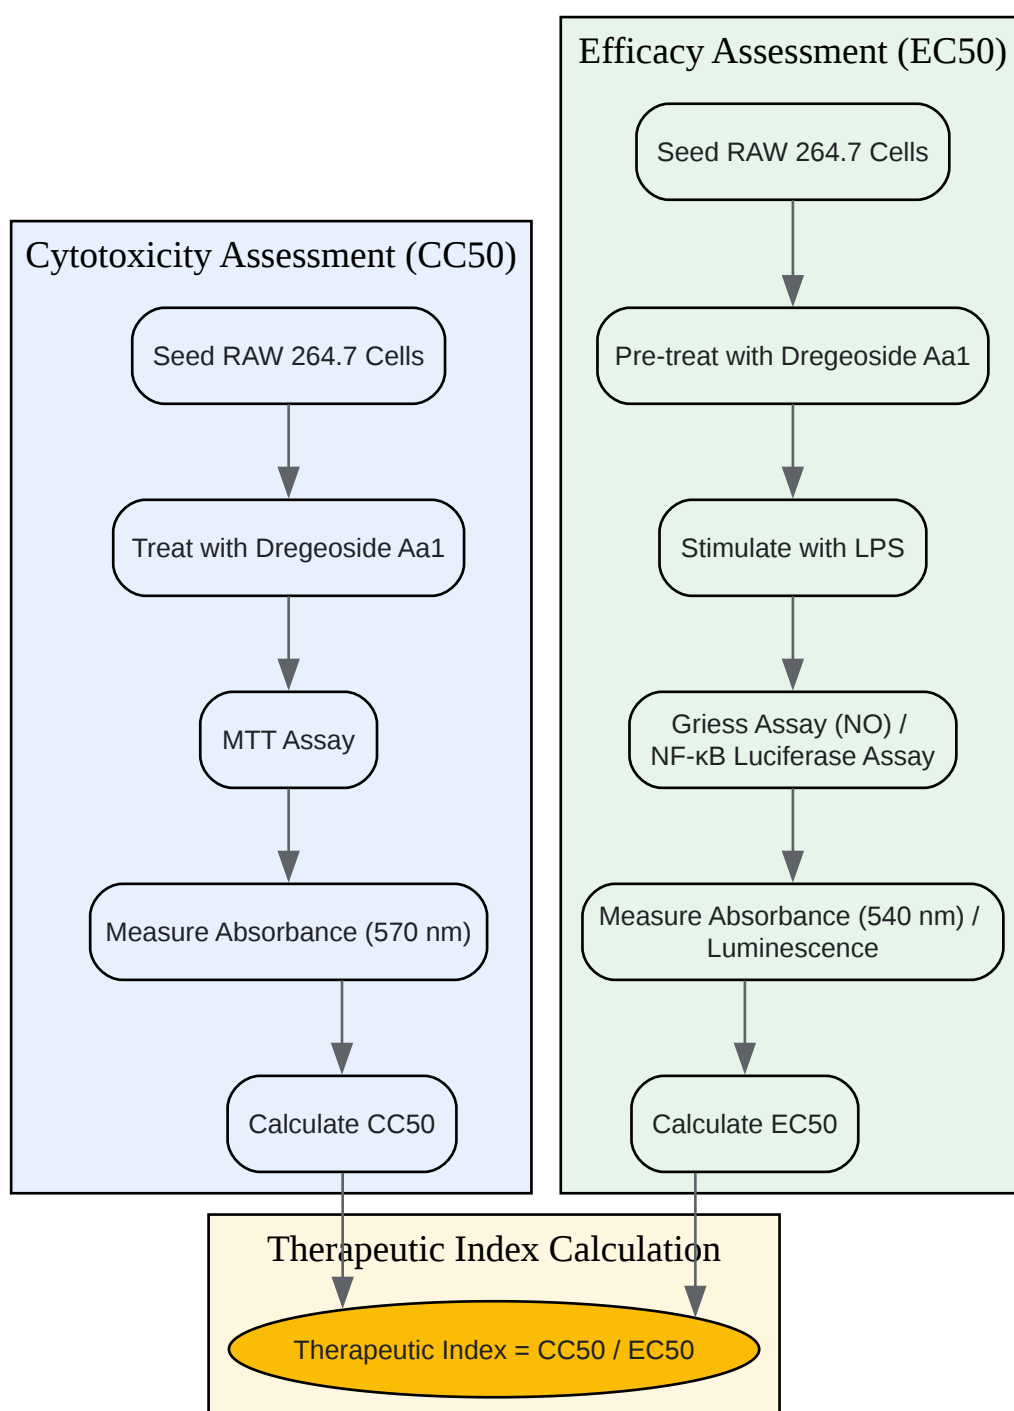 Cytotoxicity Assessment (CC50)
Seed RAW 264.7 Cells
Treat with Dregeoside Aa1
MTT Assay
Measure Absorbance (570 nm)
Calculate CC50
Efficacy Assessment (EC50)
Seed RAW 264.7 Cells
Pre-treat with Dregeoside Aa1
Stimulate with LPS
Griess Assay (NO) /
NF-κB Luciferase Assay
Measure Absorbance (540 nm) /
Luminescence
Calculate EC50
Therapeutic Index Calculation
Therapeutic Index = CC50 / EC50